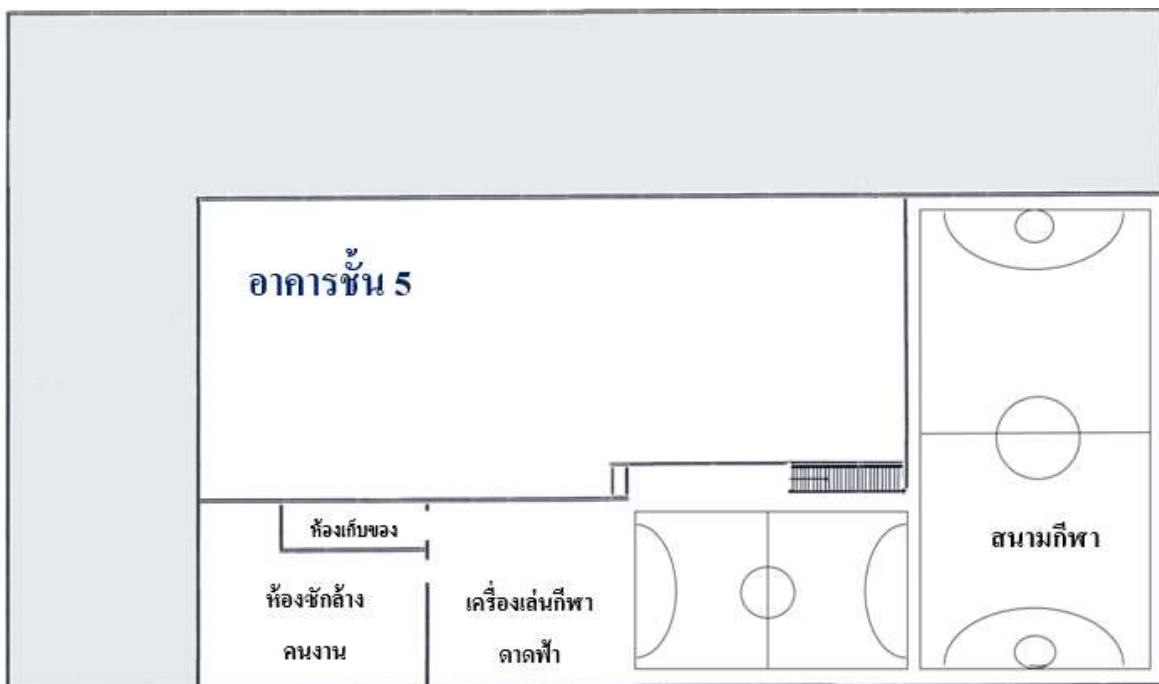 อาคารชั้น 5
ห้องเก็บของ
สนามกีฬา
ห้องซักล้าง
คนงาน
เครื่องเล่นกีฬา
ดาดฟ้า